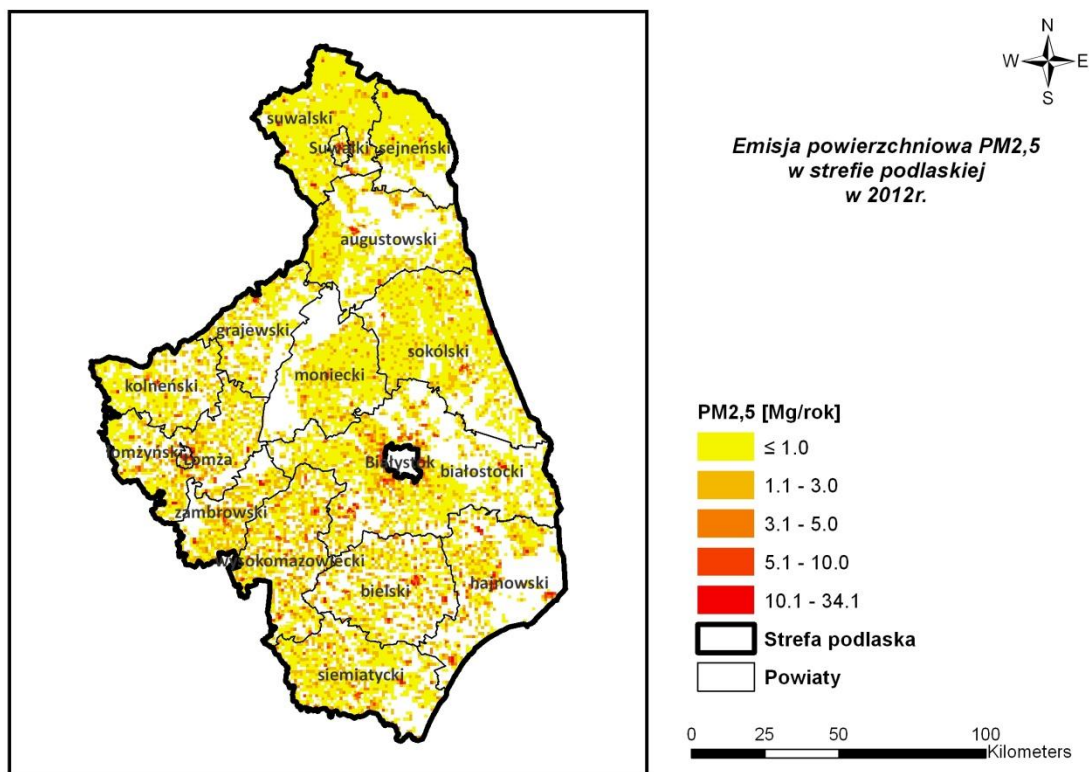 N
W E
S
Emisja powierzchniowa PM2,5
w strefie podlaskiej
w 2012r.
suwalski
Suwałki sejneński
augustowski
grajewski
sokólski
moniecki
kolneński
łomżyński Łomża
Białystok
białostocki
zambrowski
wysokomazowiecki
bielski
hajnowski
siemiatycki
PM2,5 [Mg/rok]
≤ 1.0
1.1 - 3.0
3.1 - 5.0
5.1 - 10.0
10.1 - 34.1
Strefa podlaska
Powiaty
0 25 50 100
Kilometers